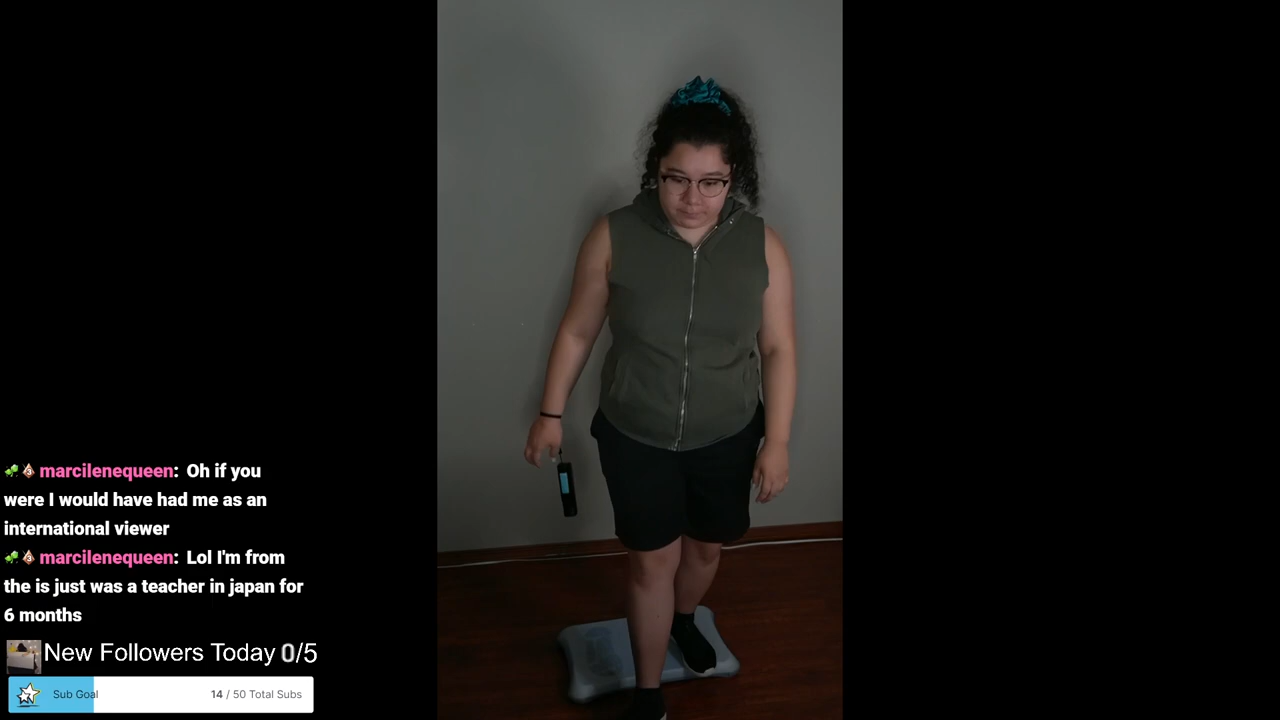 marcilenequeen: Oh if you
were I would have had me as an
international viewer
marcilenequeen: Lol I'm from
the is just was a teacher in japan for
6 months
New Followers Today 0/5
Sub Goal 14 / 50 Total Subs